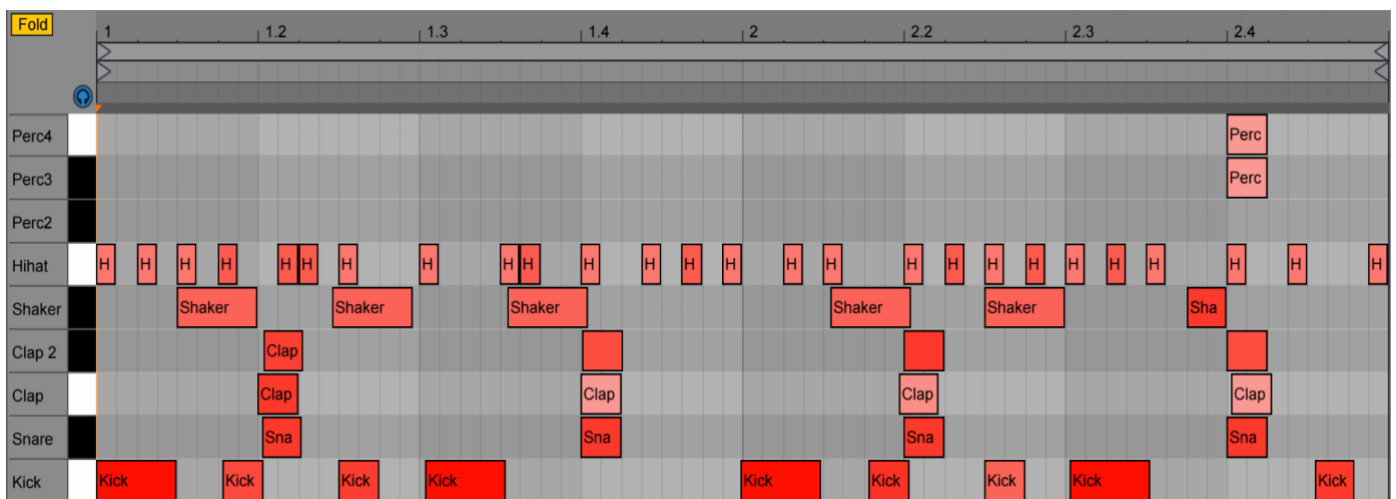 Fold
1 1.2 1.3 1.4 2 2.2 2.3 2.4
Perc4 Perc
Perc3 Perc
Perc2
Hihat H H H H H H H H H H H H H H H H H H H H H H H H H H
Shaker Shaker Shaker Shaker Shaker Shaker Sha
Clap 2 Clap
Clap Clap Clap Clap Clap
Snare Sna Sna Sna Sna
Kick Kick Kick Kick Kick Kick Kick Kick Kick Kick